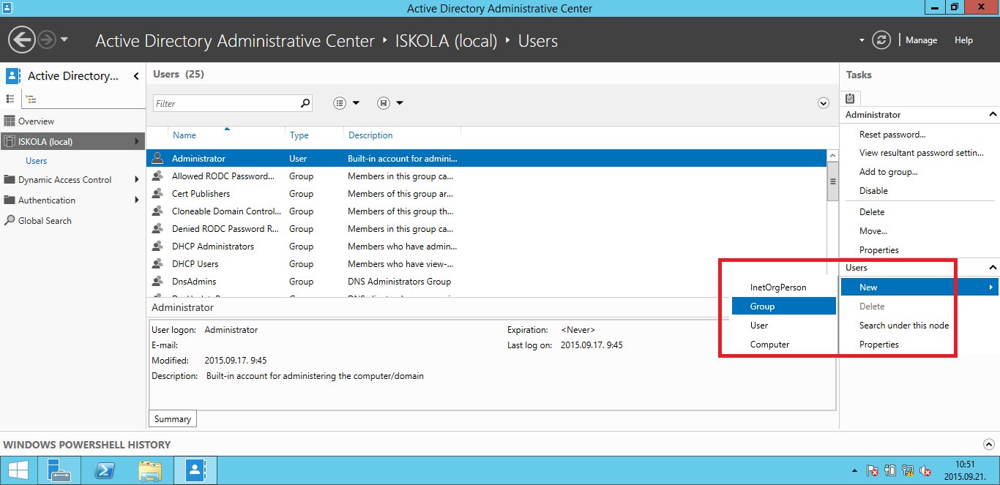 Active Directory Administrative Center
Active Directory Administrative Center ‣ ISKOLA (local) ‣ Users
Manage
Help
Active Directory...
Overview
ISKOLA (local)
Users
Dynamic Access Control
Authentication
Global Search
Users (25)
Filter
Name Type Description
Administrator User Built-in account for admini...
Allowed RODC Password... Group Members in this group ca...
Cert Publishers Group Members of this group ar...
Cloneable Domain Control... Group Members of this group th...
Denied RODC Password R... Group Members in this group ca...
DHCP Administrators Group Members who have admin...
DHCP Users Group Members who have view-...
DnsAdmins Group DNS Administrators Group
Administrator
User logon: Administrator
E-mail:
Modified: 2015.09.17. 9:45
Description: Built-in account for administering the computer/domain
Expiration: <Never>
Last log on: 2015.09.17. 9:45
Summary
Tasks
Administrator
Reset password...
View resultant password settin...
Add to group...
Disable
Delete
Move...
Properties
Users
New
Delete
Search under this node
Properties
InetOrgPerson
Group
User
Computer
WINDOWS POWERSHELL HISTORY
10:51
2015.09.21.